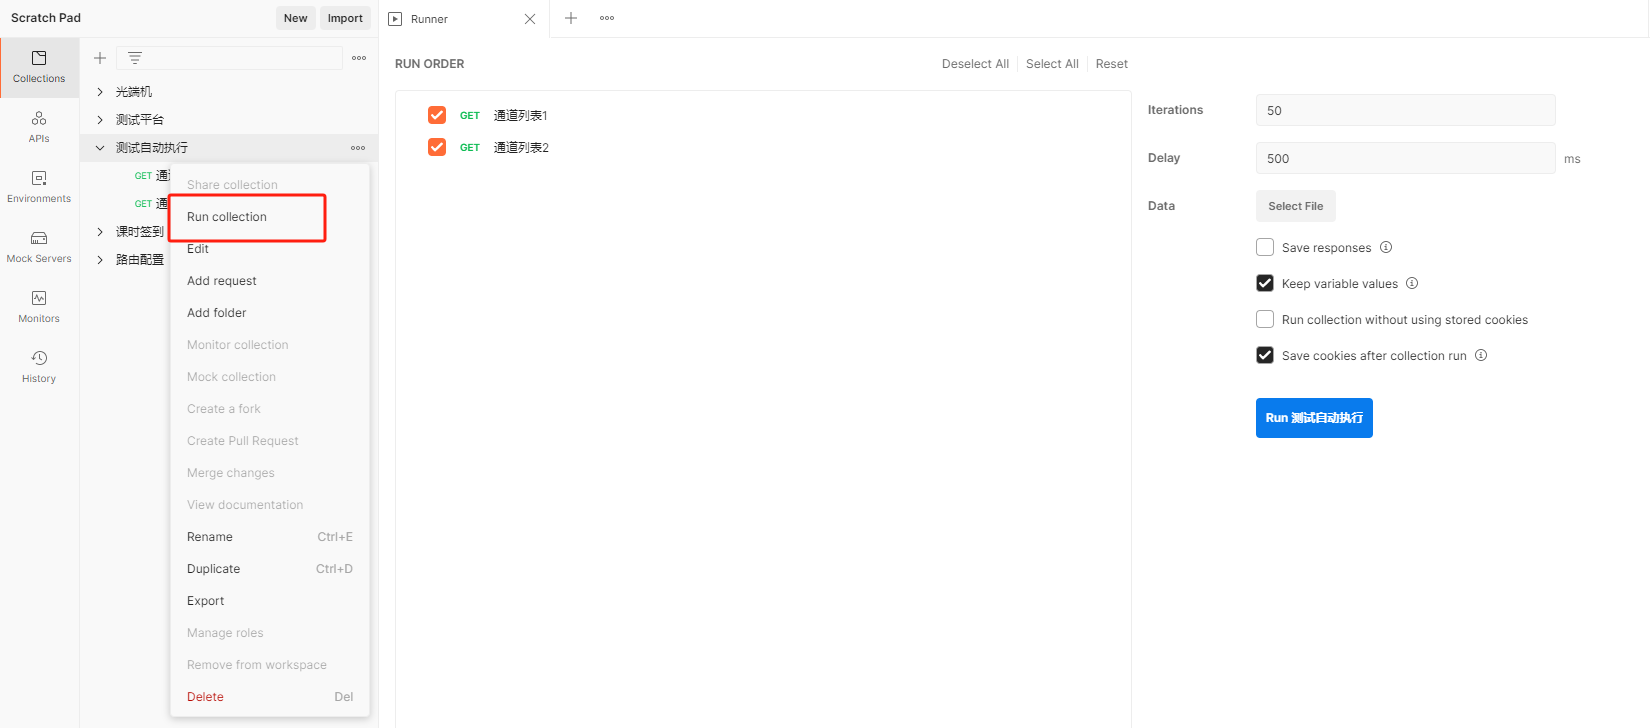 Scratch Pad
New
Import
Runner
Collections
APIs
Environments
Mock Servers
Monitors
History
光端机
测试平台
测试自动执行
GET 通
GET 通
课时签到
路由配置
Share collection
Run collection
Edit
Add request
Add folder
Monitor collection
Mock collection
Create a fork
Create Pull Request
Merge changes
View documentation
Rename Ctrl+E
Duplicate Ctrl+D
Export
Manage roles
Remove from workspace
Delete Del
RUN ORDER
Deselect All
Select All
Reset
GET 通道列表1
GET 通道列表2
Iterations
50
Delay
500
ms
Data
Select File
Save responses
Keep variable values
Run collection without using stored cookies
Save cookies after collection run
Run 测试自动执行